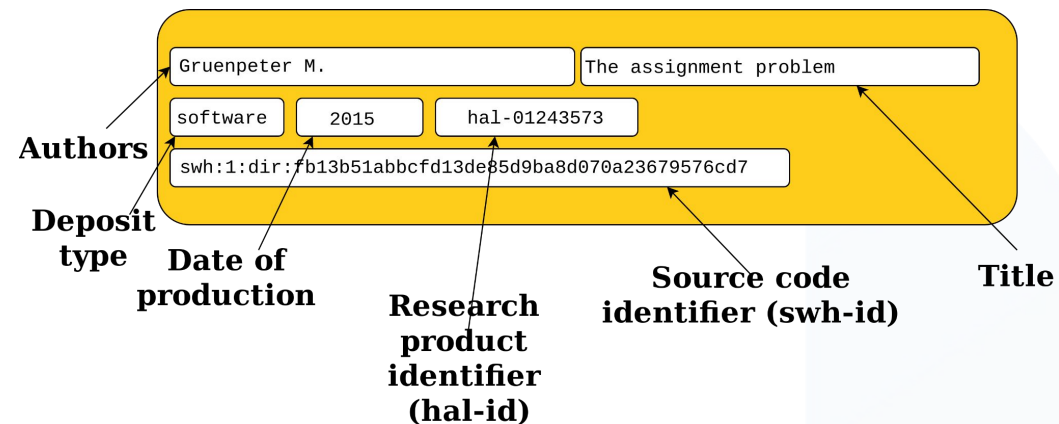 Gruenpeter M.
The assignment problem
software
2015
hal-01243573
swh:1:dir:fb13b51abbcfd13de85d9ba8d070a23679576cd7
Authors
Deposit
type
Date of
production
Research
product
identifier
(hal-id)
Source code
identifier (swh-id)
Title